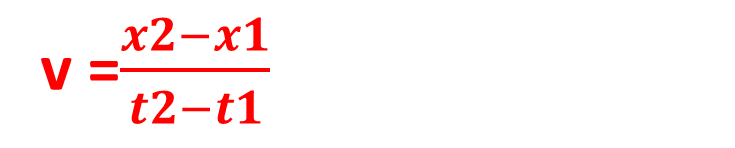 v = x2−x1
t2−t1